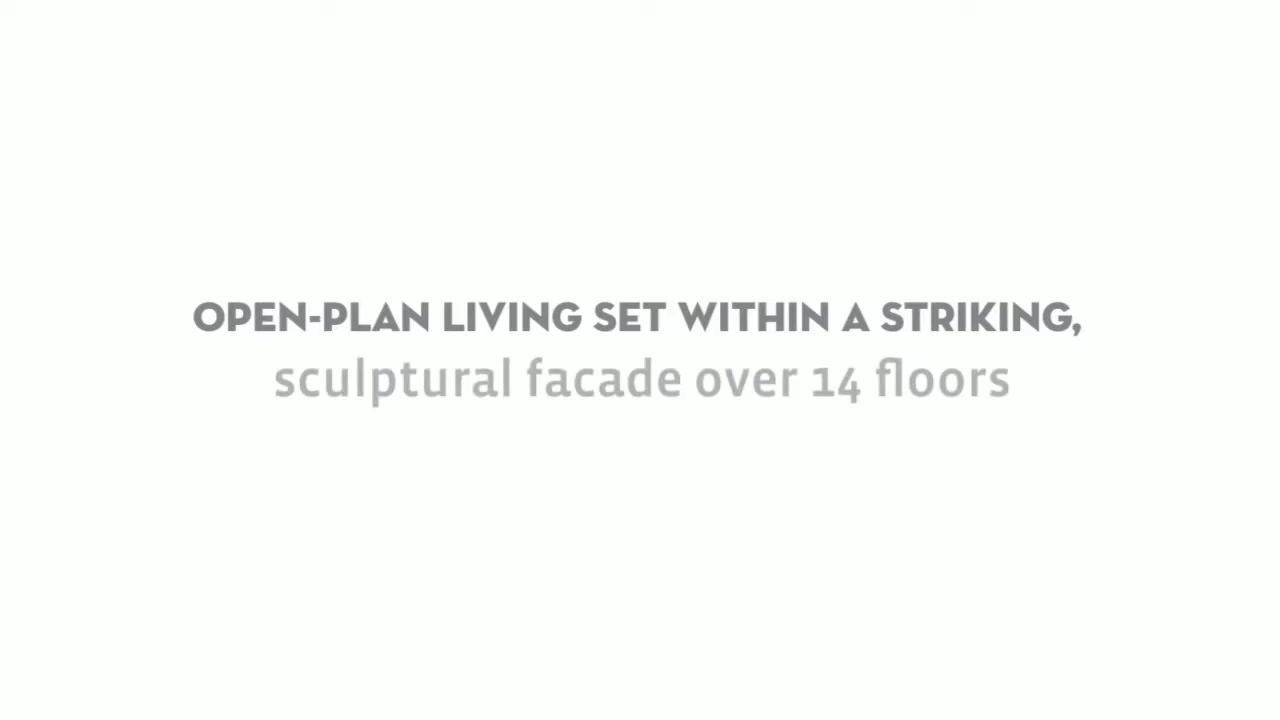 OPEN-PLAN LIVING SET WITHIN A STRIKING,
sculptural facade over 14 floors